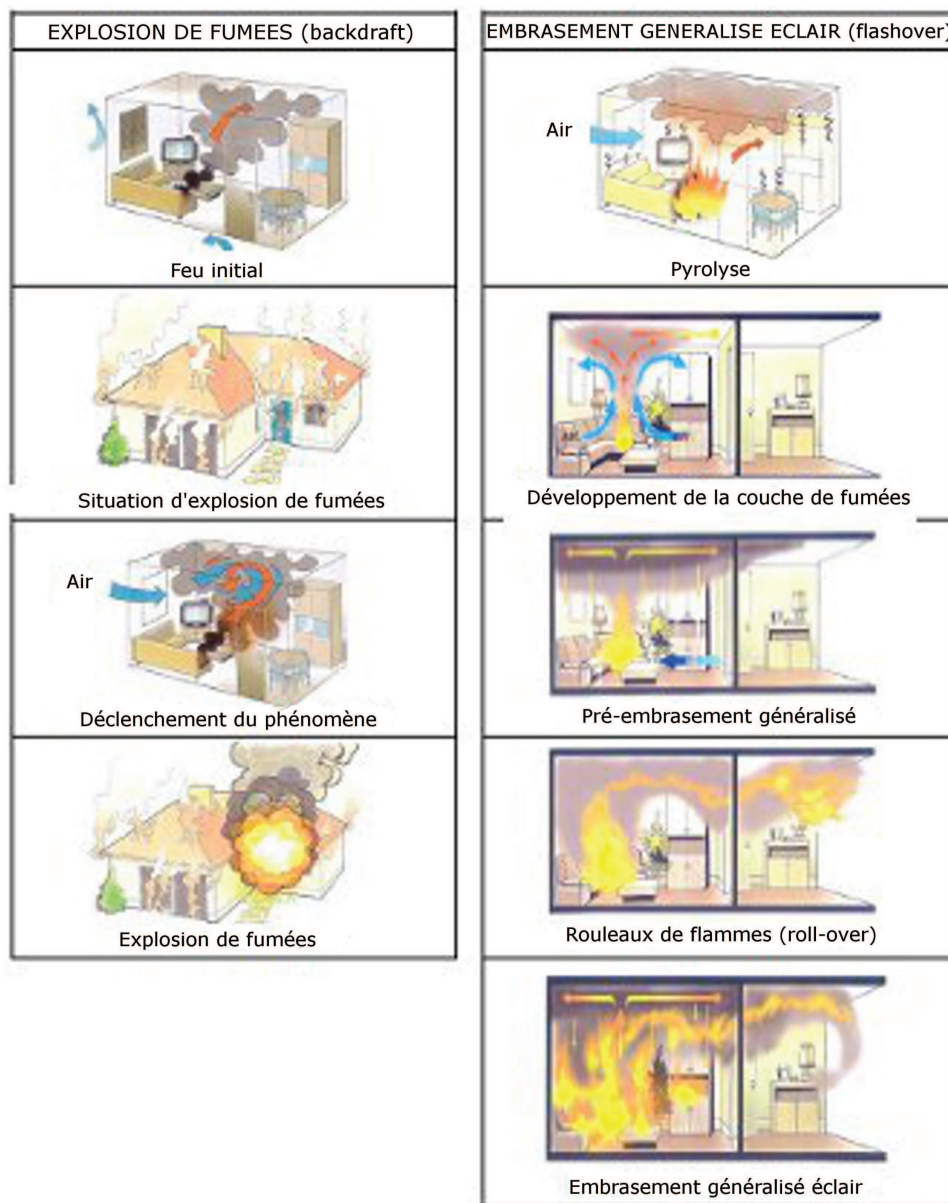 EXPLOSION DE FUMEES (backdraft)
Feu initial
Situation d'explosion de fumées
Air
Déclenchement du phénomène
Explosion de fumées
EMBRASEMENT GENERALISE ECLAIR (flashover)
Air
Pyrolyse
Développement de la couche de fumées
Pré-embrasement généralisé
Rouleaux de flammes (roll-over)
Embrasement généralisé éclair